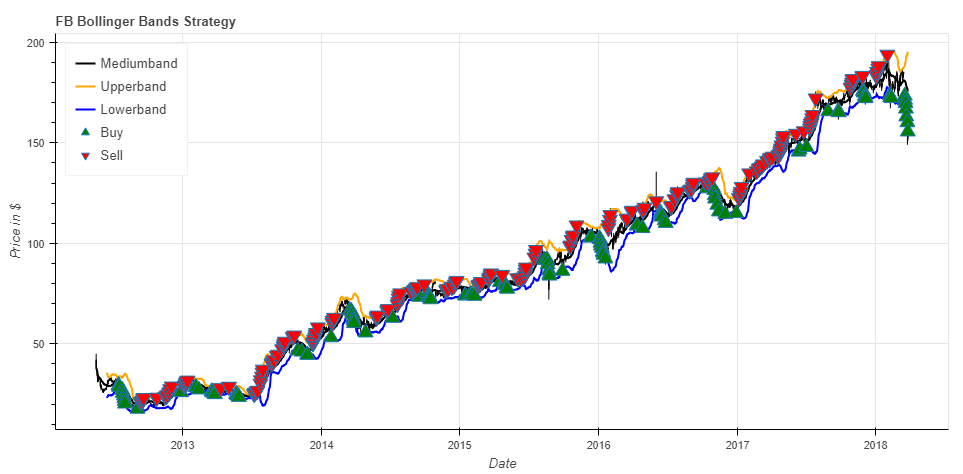 FB Bollinger Bands Strategy
200
Mediumband
Upperband
Lowerband
Buy
Sell
150
100
50
Price in $
2013 2014 2015 2016 2017 2018
Date